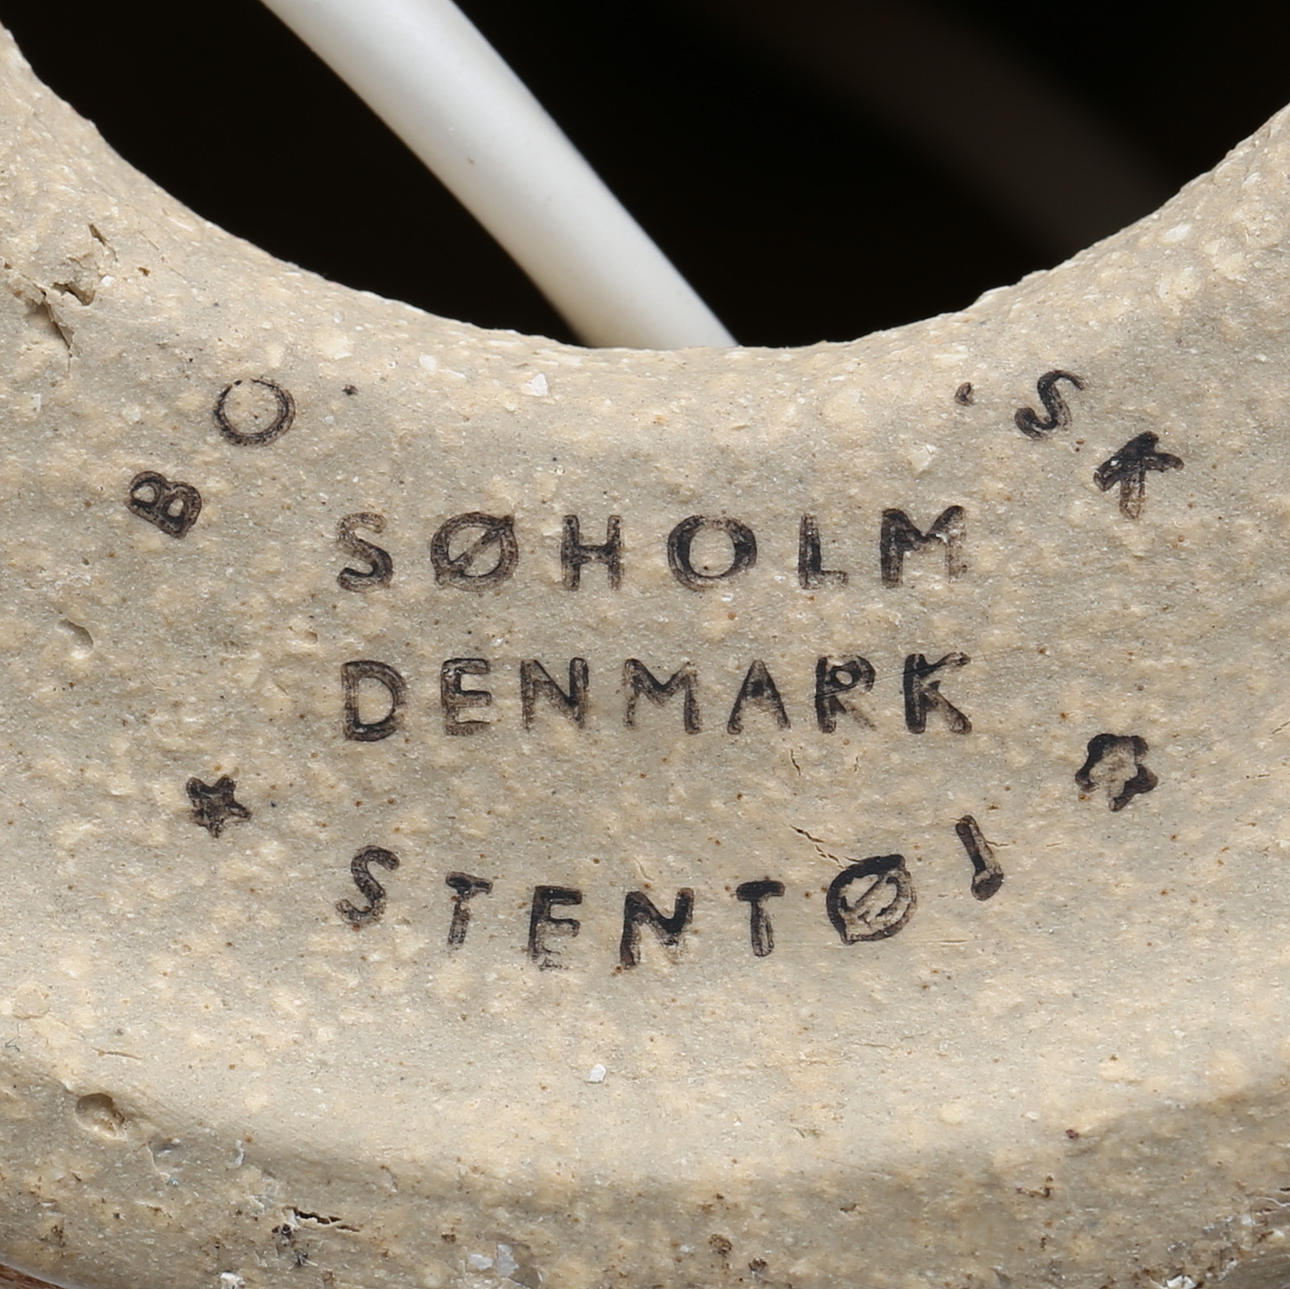 BO. .SK
SØHOLM
DENMARK
STENTØJ